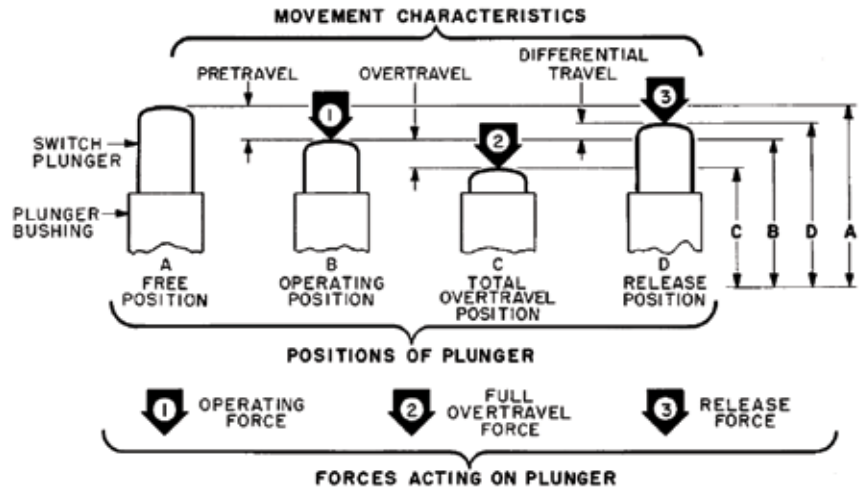 MOVEMENT CHARACTERISTICS
PRETRAVEL
OVERTRAVEL
DIFFERENTIAL
TRAVEL
1
2
3
SWITCH
PLUNGER
PLUNGER
BUSHING
A
FREE
POSITION
B
OPERATING
POSITION
C
TOTAL
OVERTRAVEL
POSITION
D
RELEASE
POSITION
C
B
D
A
POSITIONS OF PLUNGER
1
OPERATING
FORCE
2
FULL
OVERTRAVEL
FORCE
3
RELEASE
FORCE
FORCES ACTING ON PLUNGER